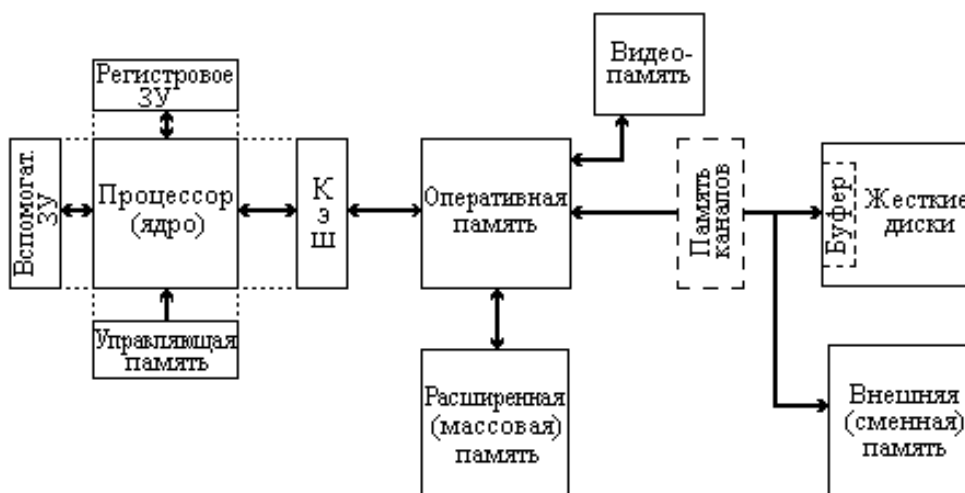 Видео-
память
Регистровое
ЗУ
Вспомогат.
ЗУ
Процессор
(ядро)
К
э
ш
Оперативная
память
Память
каналов
Буфер
Жесткие
диски
Управляющая
память
Расширенная
(массовая)
память
Внешняя
(сменная)
память